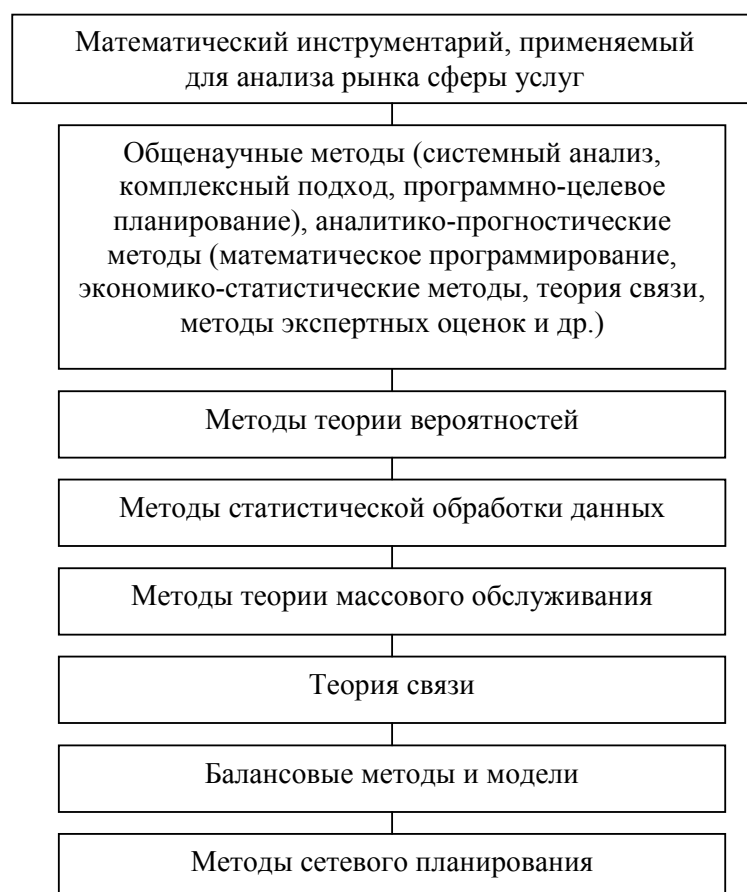 Математический инструментарий, применяемый
для анализа рынка сферы услуг
Общенаучные методы (системный анализ,
комплексный подход, программно-целевое
планирование), аналитико-прогностические
методы (математическое программирование,
экономико-статистические методы, теория связи,
методы экспертных оценок и др.)
Методы теории вероятностей
Методы статистической обработки данных
Методы теории массового обслуживания
Теория связи
Балансовые методы и модели
Методы сетевого планирования